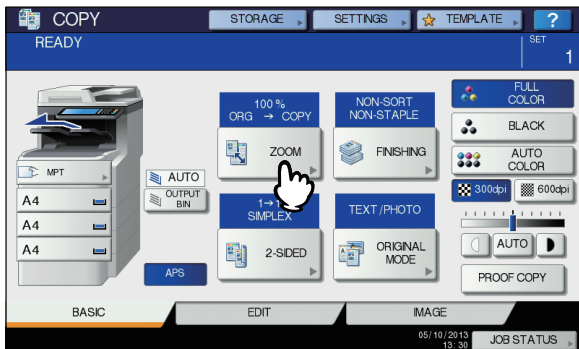 COPY
STORAGE
SETTINGS
TEMPLATE
?
READY
SET
1
100 %
ORG → COPY
NON-SORT
NON-STAPLE
FULL
COLOR
ZOOM
FINISHING
BLACK
MPT
AUTO
AUTO
COLOR
OUTPUT
BIN
300dpi
600dpi
A4
SIMPLEX
TEXT/PHOTO
A4
A4
2-SIDED
ORIGINAL
MODE
AUTO
APS
PROOF COPY
BASIC
EDIT
IMAGE
05/10/2013
13:30
JOB STATUS